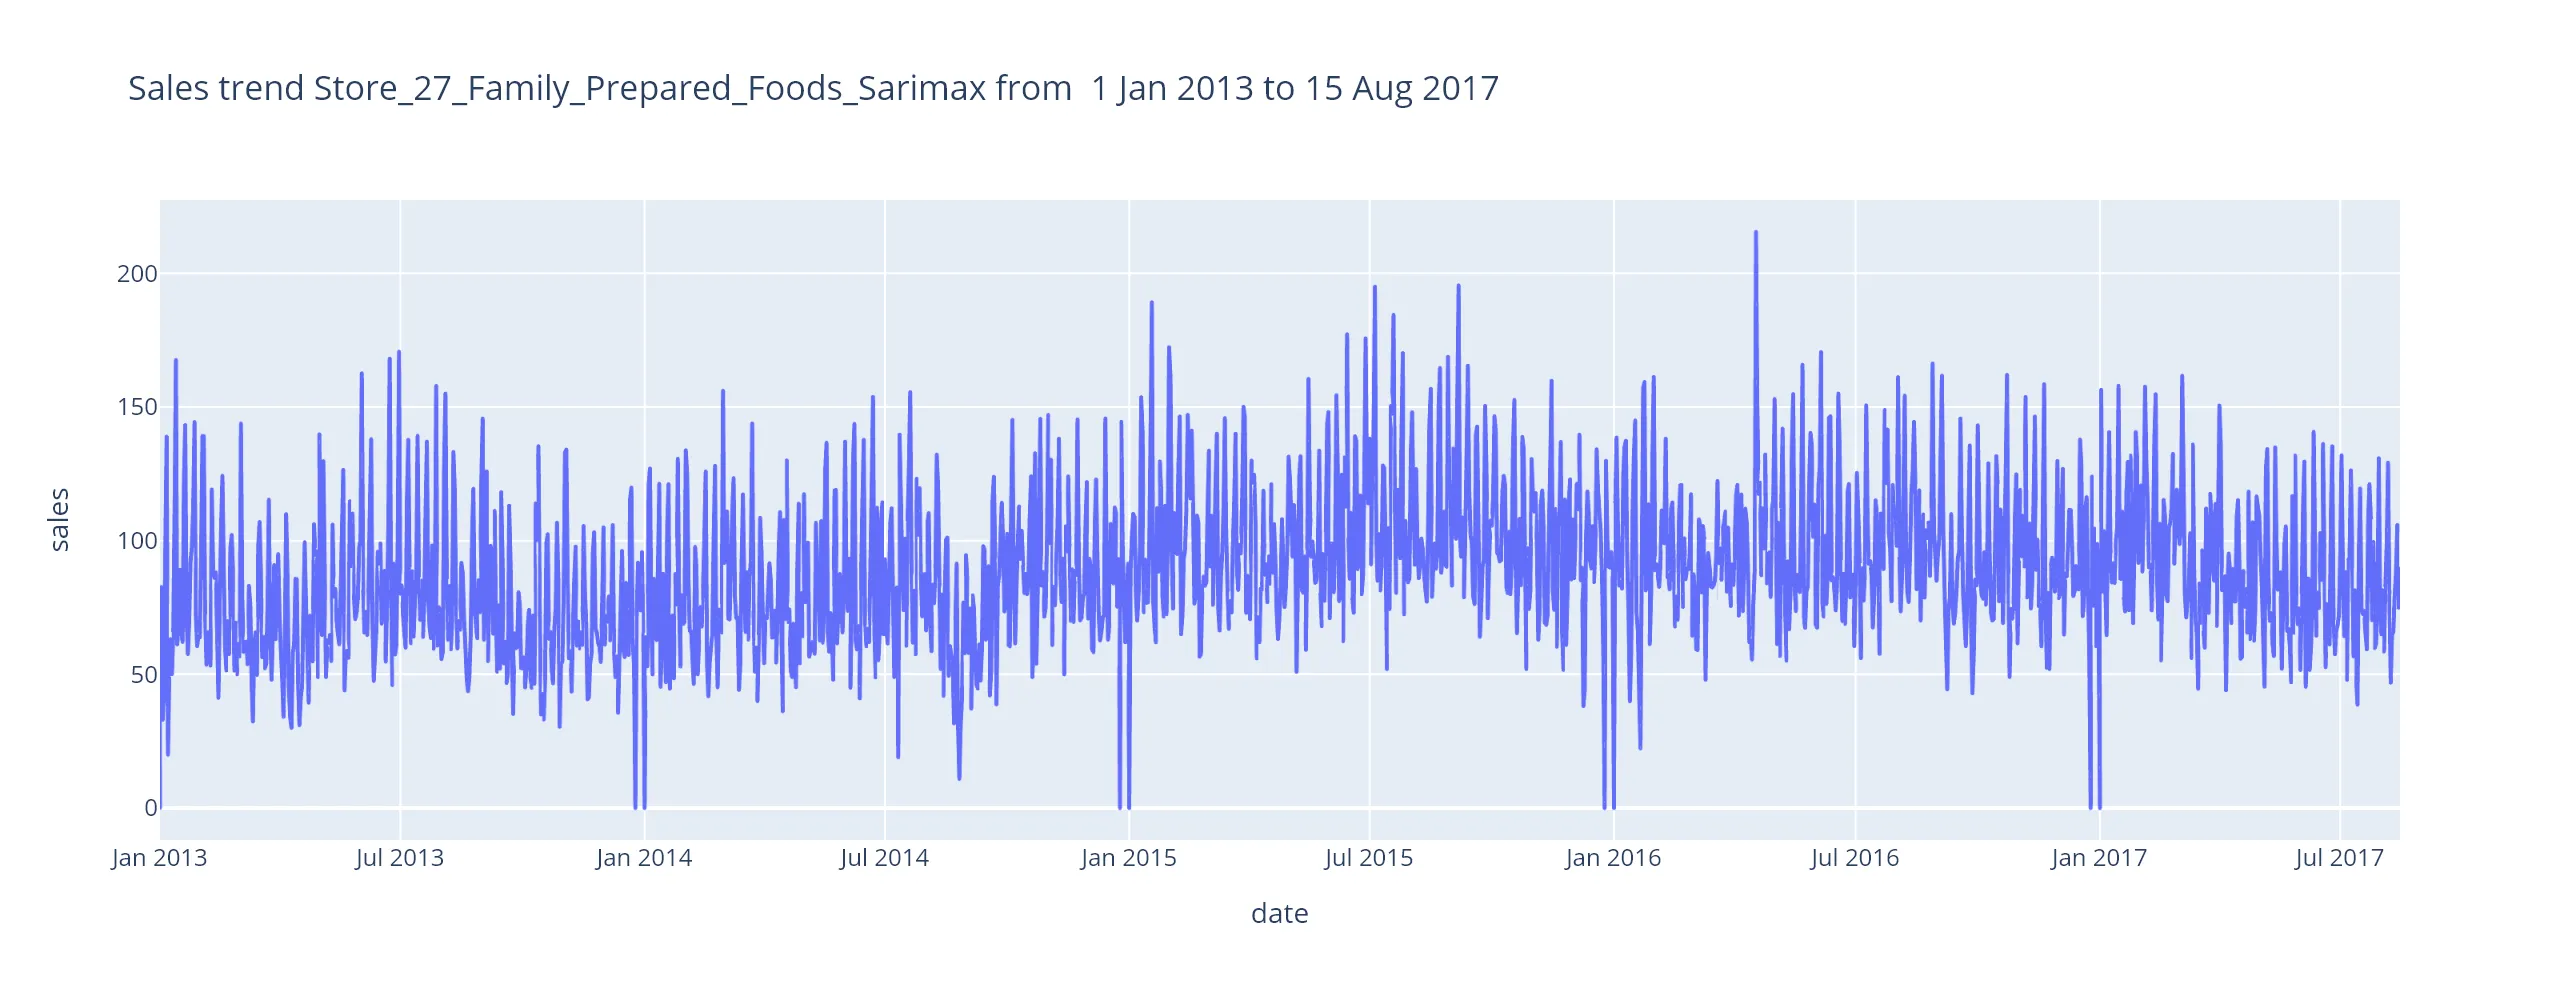 Sales trend Store_27_Family_Prepared_Foods_Sarimax from  1 Jan 2013 to 15 Aug 2017
200
150
100
50
0
sales
Jan 2013 Jul 2013 Jan 2014 Jul 2014 Jan 2015 Jul 2015 Jan 2016 Jul 2016 Jan 2017 Jul 2017
date